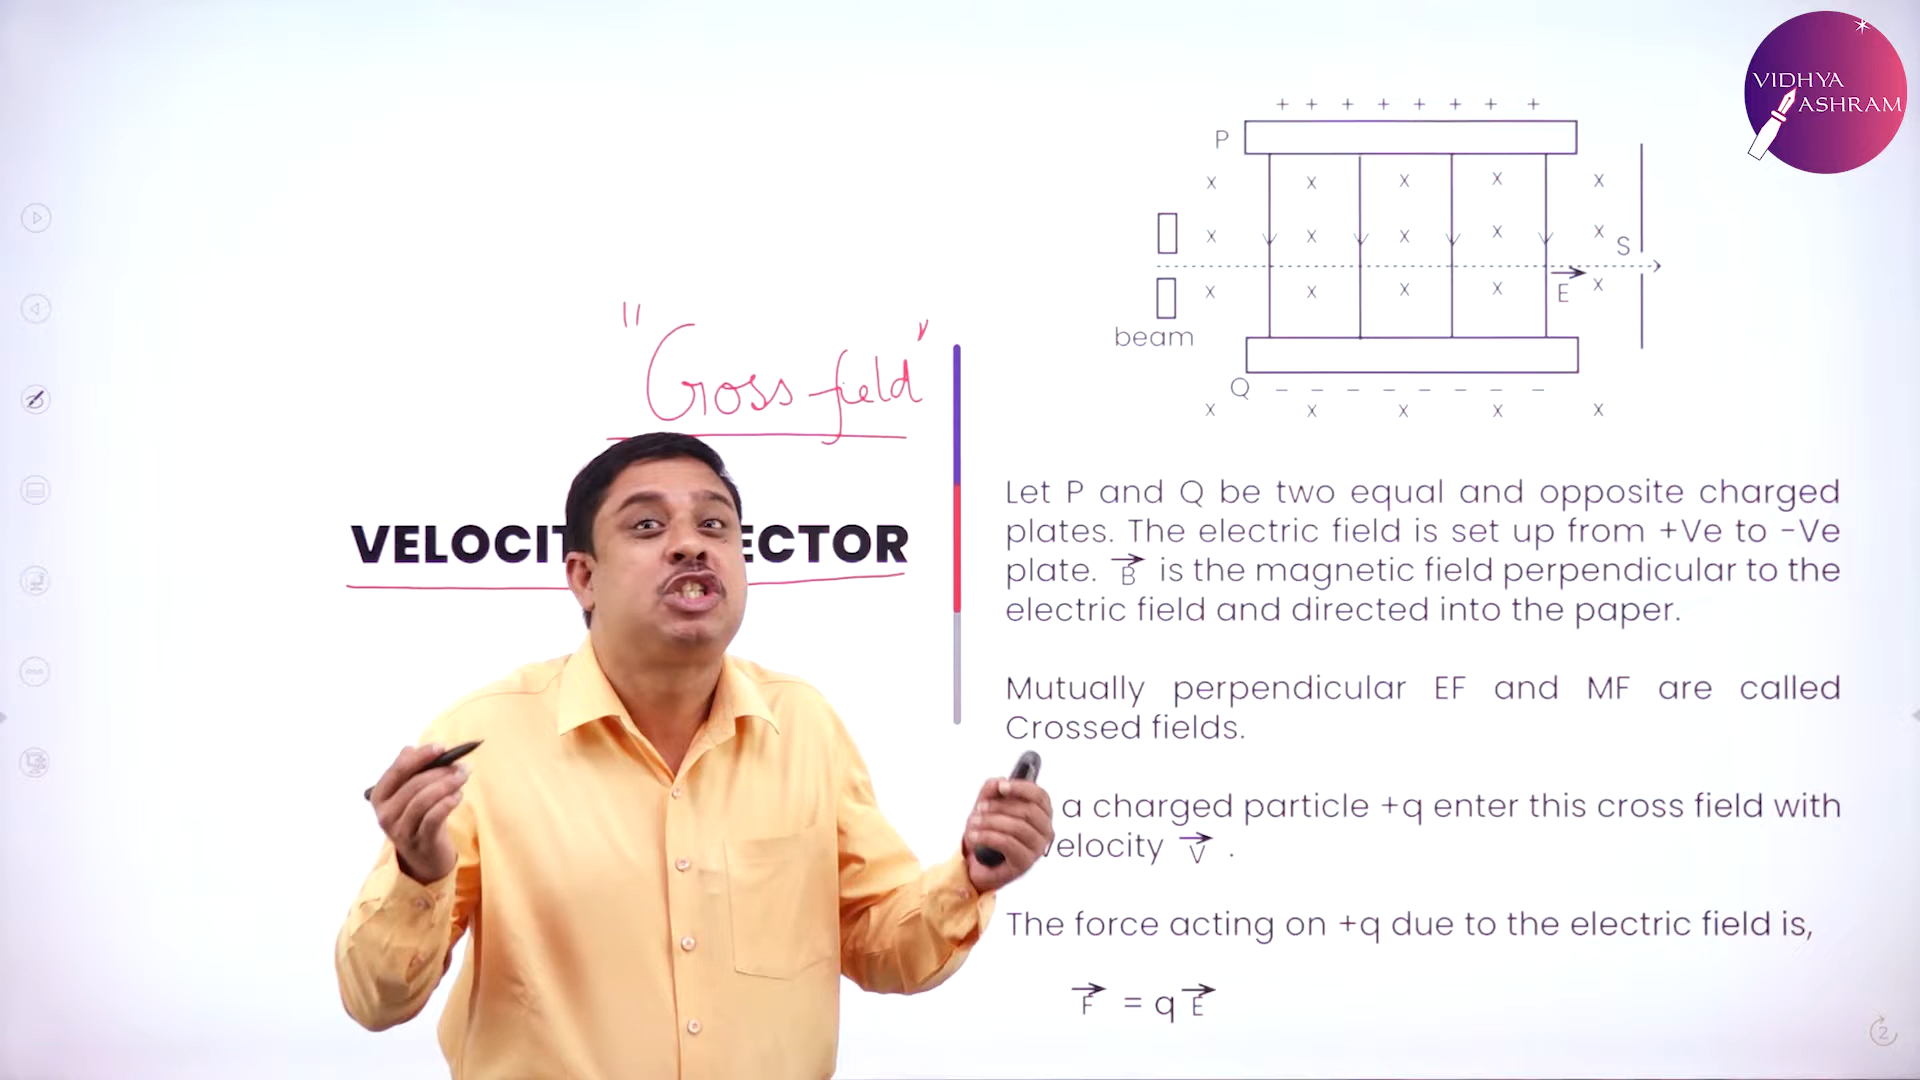 VIDHYA
ASHRAM
+ + + + + + + +
P
x x x x x
x x x x x
S
x x x x x
E
beam
Q − − − − − − − −
x x x x x
"Cross field"
VELOCIT ECTOR
Let P and Q be two equal and opposite charged
plates. The electric field is set up from +Ve to -Ve
plate. B is the magnetic field perpendicular to the
electric field and directed into the paper.
Mutually perpendicular EF and MF are called
Crossed fields.
a charged particle +q enter this cross field with
velocity V .
The force acting on +q due to the electric field is,
F = q E
2